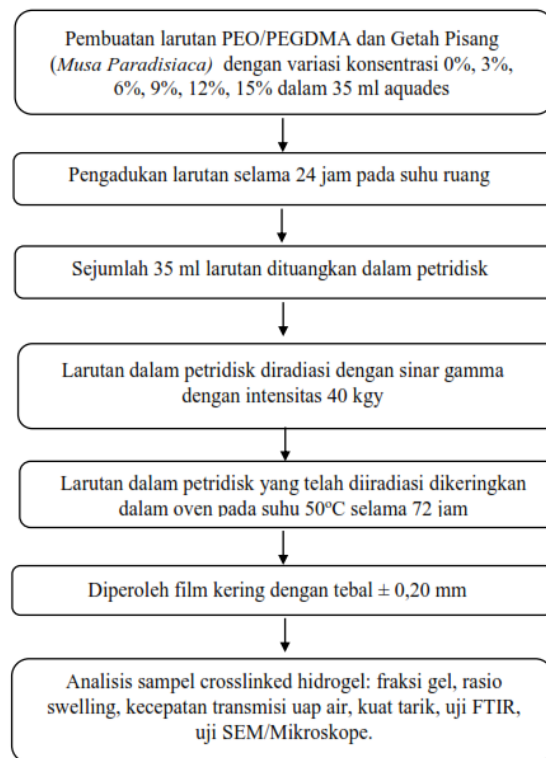 Pembuatan larutan PEO/PEGDMA dan Getah Pisang
(Musa Paradisiaca) dengan variasi konsentrasi 0%, 3%,
6%, 9%, 12%, 15% dalam 35 ml aquades
Pengadukan larutan selama 24 jam pada suhu ruang
Sejumlah 35 ml larutan dituangkan dalam petridisk
Larutan dalam petridisk diradiasi dengan sinar gamma
dengan intensitas 40 kgy
Larutan dalam petridisk yang telah diiradiasi dikeringkan
dalam oven pada suhu 50ºC selama 72 jam
Diperoleh film kering dengan tebal ± 0,20 mm
Analisis sampel crosslinked hidrogel: fraksi gel, rasio
swelling, kecepatan transmisi uap air, kuat tarik, uji FTIR,
uji SEM/Mikroskope.